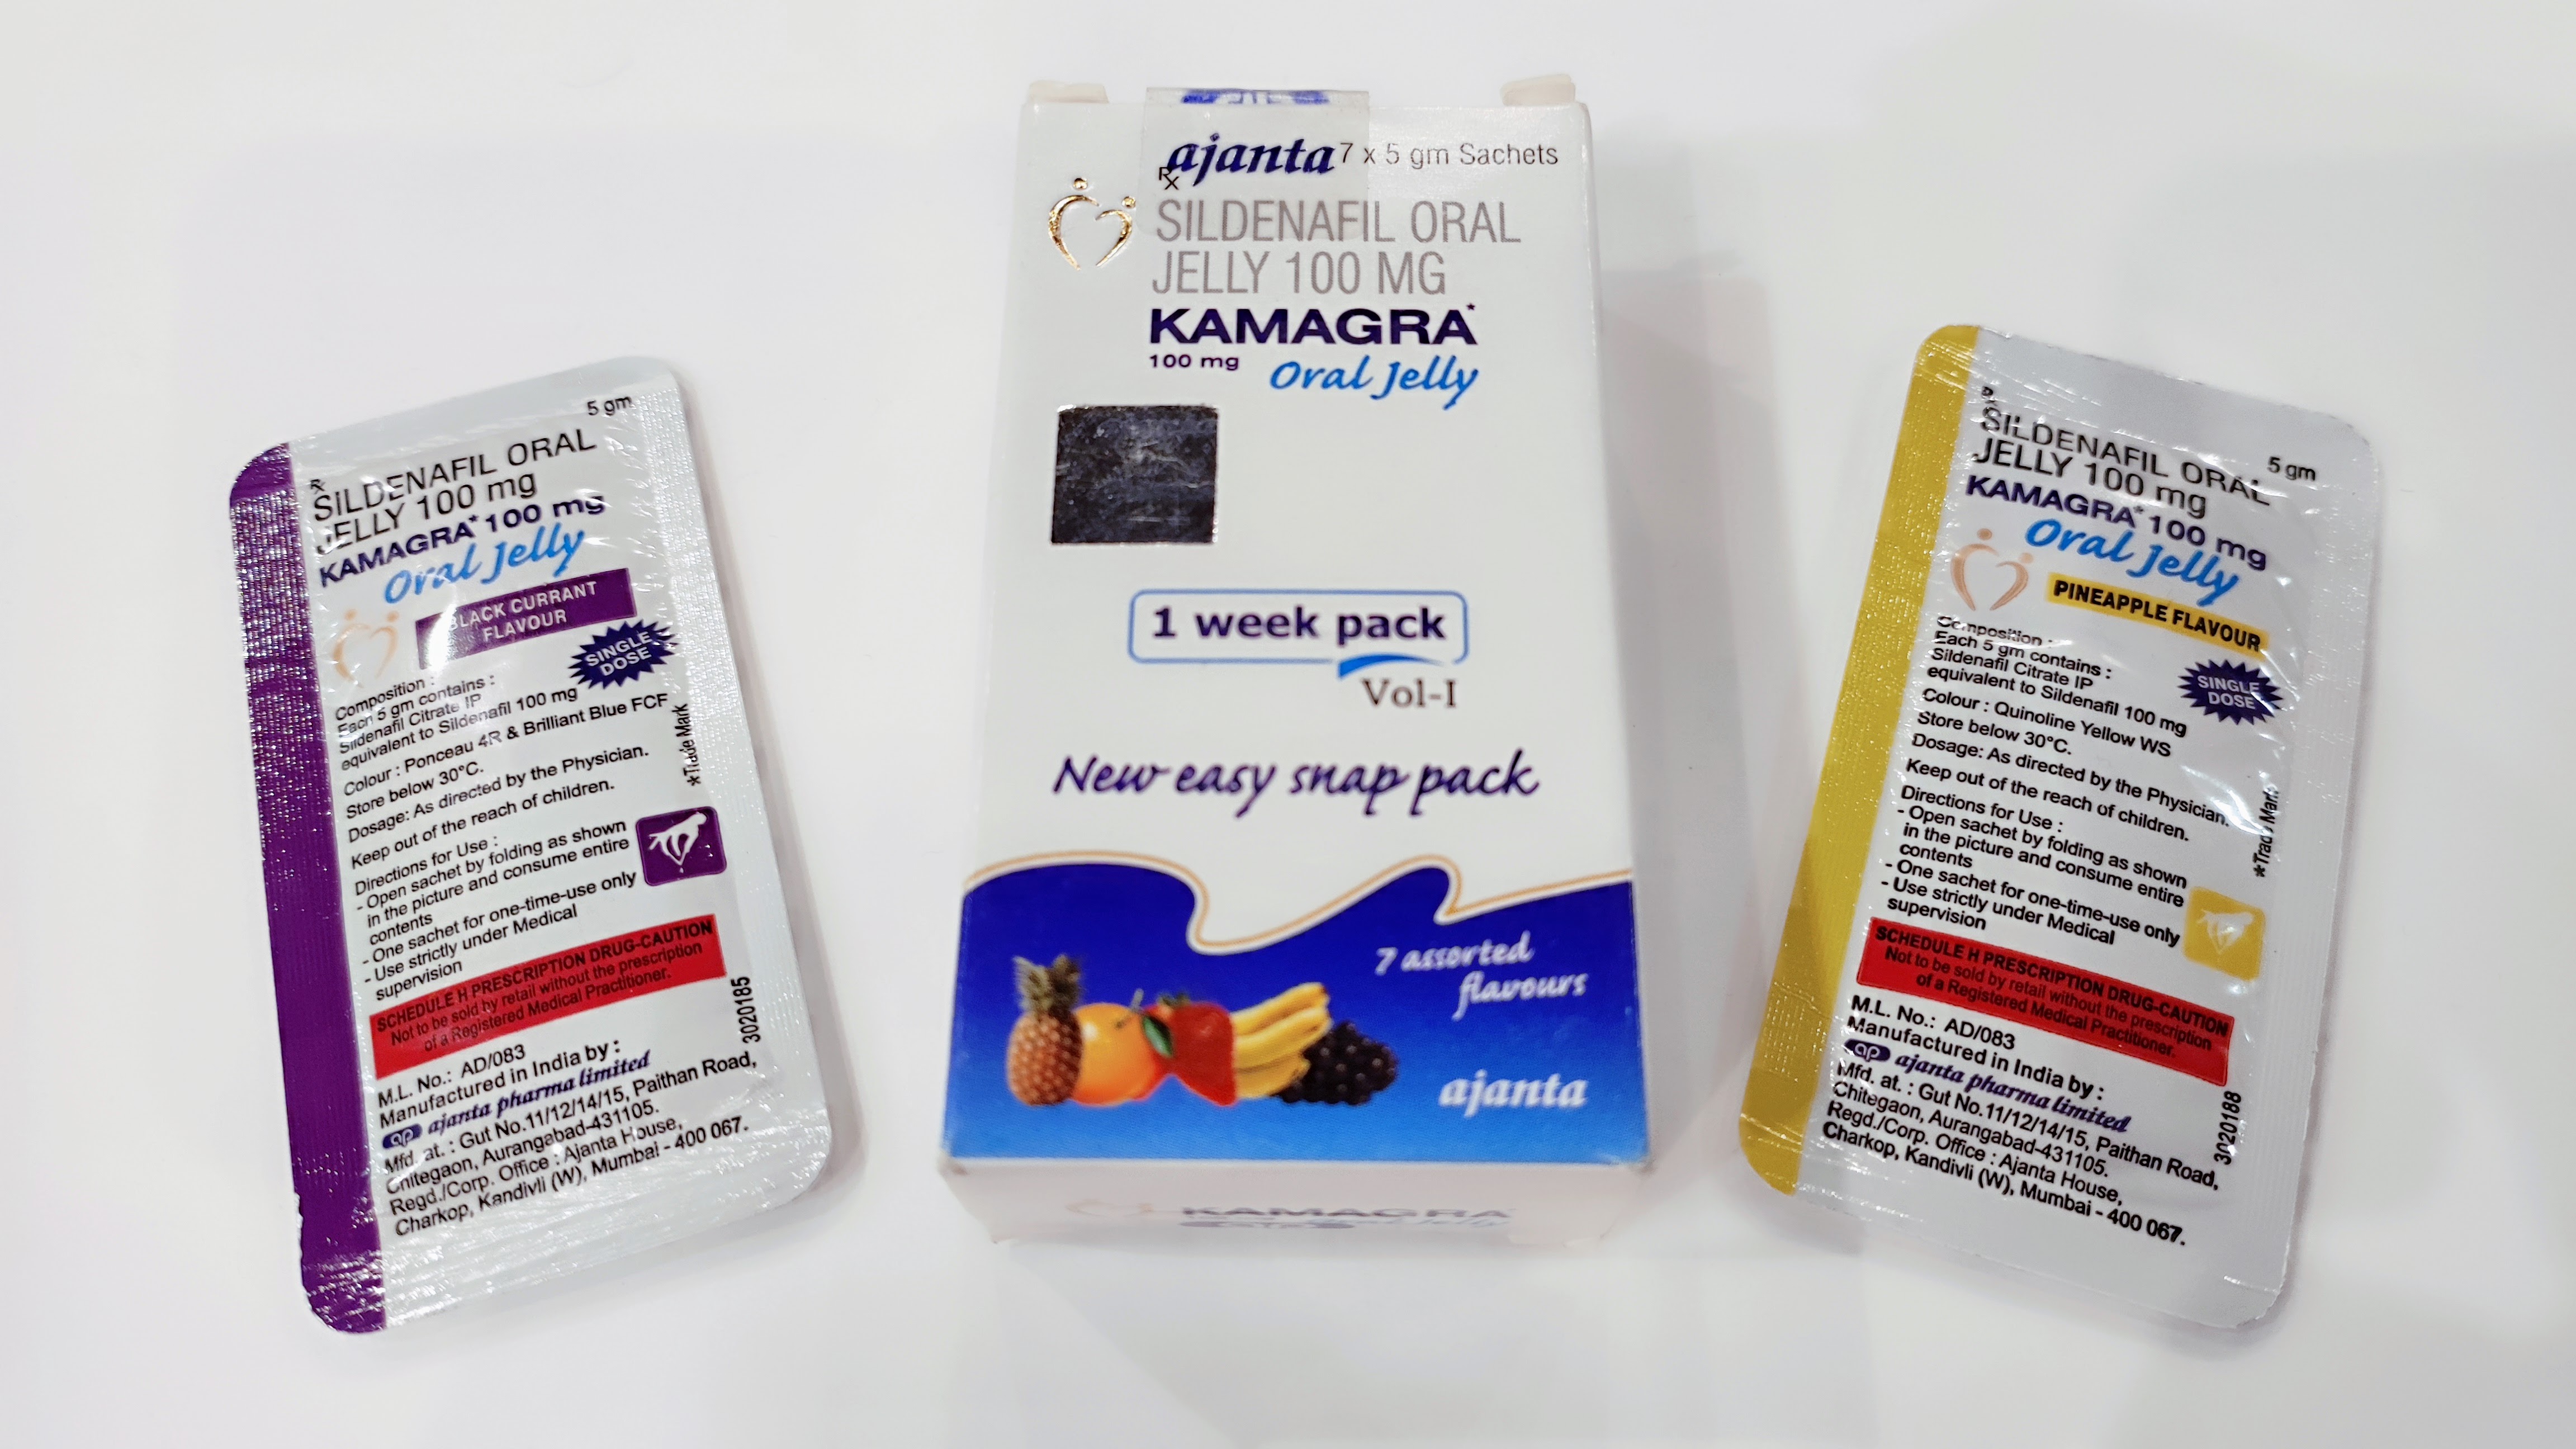 5 gm
Rx
SILDENAFIL ORAL
JELLY 100 mg
KAMAGRA* 100 mg
Oral Jelly
BLACK CURRANT
FLAVOUR
SINGLE
DOSE
Composition :
Each 5 gm contains :
Sildenafil Citrate IP
equivalent to Sildenafil 100 mg
Colour : Ponceau 4R & Brilliant Blue FCF
Store below 30°C.
Dosage: As directed by the Physician.
Keep out of the reach of children.
Directions for Use :
- Open sachet by folding as shown
in the picture and consume entire
contents
- One sachet for one-time-use only
- Use strictly under Medical
supervision
*Trade Mark
SCHEDULE H PRESCRIPTION DRUG-CAUTION
Not to be sold by retail without the prescription
of a Registered Medical Practitioner.
M.L. No.: AD/083
Manufactured in India by :
ap ajanta pharma limited
Mfd. at. : Gut No.11/12/14/15, Paithan Road,
Chitegaon, Aurangabad-431105.
Regd./Corp. Office : Ajanta House,
Charkop, Kandivli (W), Mumbai - 400 067.
3020185
ajanta 7 x 5 gm Sachets
Rx
SILDENAFIL ORAL
JELLY 100 MG
KAMAGRA*
100 mg Oral Jelly
1 week pack
Vol-I
New easy snap pack
7 assorted
flavours
ajanta
KAMAGRA
Rx
SILDENAFIL ORAL
JELLY 100 mg
5 gm
KAMAGRA* 100 mg
Oral Jelly
PINEAPPLE FLAVOUR
SINGLE
DOSE
Composition :
Each 5 gm contains :
Sildenafil Citrate IP
equivalent to Sildenafil 100 mg
Colour : Quinoline Yellow WS
Store below 30°C.
Dosage: As directed by the Physician.
Keep out of the reach of children.
Directions for Use :
- Open sachet by folding as shown
in the picture and consume entire
contents
- One sachet for one-time-use only
- Use strictly under Medical
supervision
*Trade Mark
SCHEDULE H PRESCRIPTION DRUG-CAUTION
Not to be sold by retail without the prescription
of a Registered Medical Practitioner.
M.L. No.: AD/083
Manufactured in India by :
ap ajanta pharma limited
Mfd. at. : Gut No.11/12/14/15, Paithan Road,
Chitegaon, Aurangabad-431105.
Regd./Corp. Office : Ajanta House,
Charkop, Kandivli (W), Mumbai - 400 067.
3020188